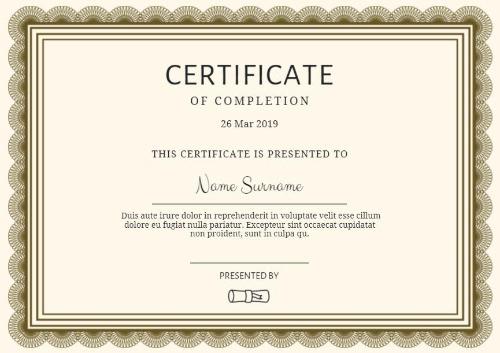 CERTIFICATE
OF COMPLETION
26 Mar 2019
THIS CERTIFICATE IS PRESENTED TO
Name Surname
Duis aute irure dolor in reprehenderit in voluptate velit esse cillum
dolore eu fugiat nulla pariatur. Excepteur sint occaecat cupidatat
non proident, sunt in culpa qu.
PRESENTED BY